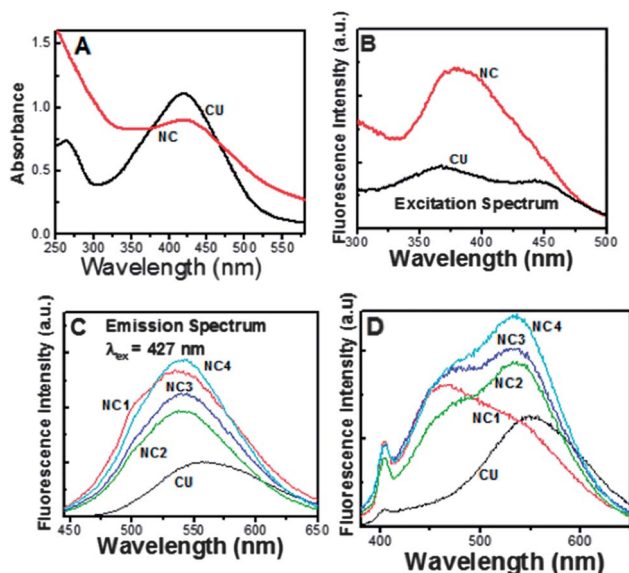 A
Absorbance
1.5
1.0
0.5
0.0
CU
NC
250 300 350 400 450 500 550
Wavelength (nm)
B
Fluorescence Intensity (a.u.)
NC
CU
Excitation Spectrum
300 350 400 450 500
Wavelength (nm)
C Emission Spectrum
λex = 427 nm
Fluorescence Intensity (a.u.)
NC4
NC1
NC3
NC2
CU
450 500 550 600 650
Wavelength (nm)
D
Fluorescence Intensity (a.u)
NC4
NC3
NC2
NC1
CU
400 500 600
Wavelength (nm)